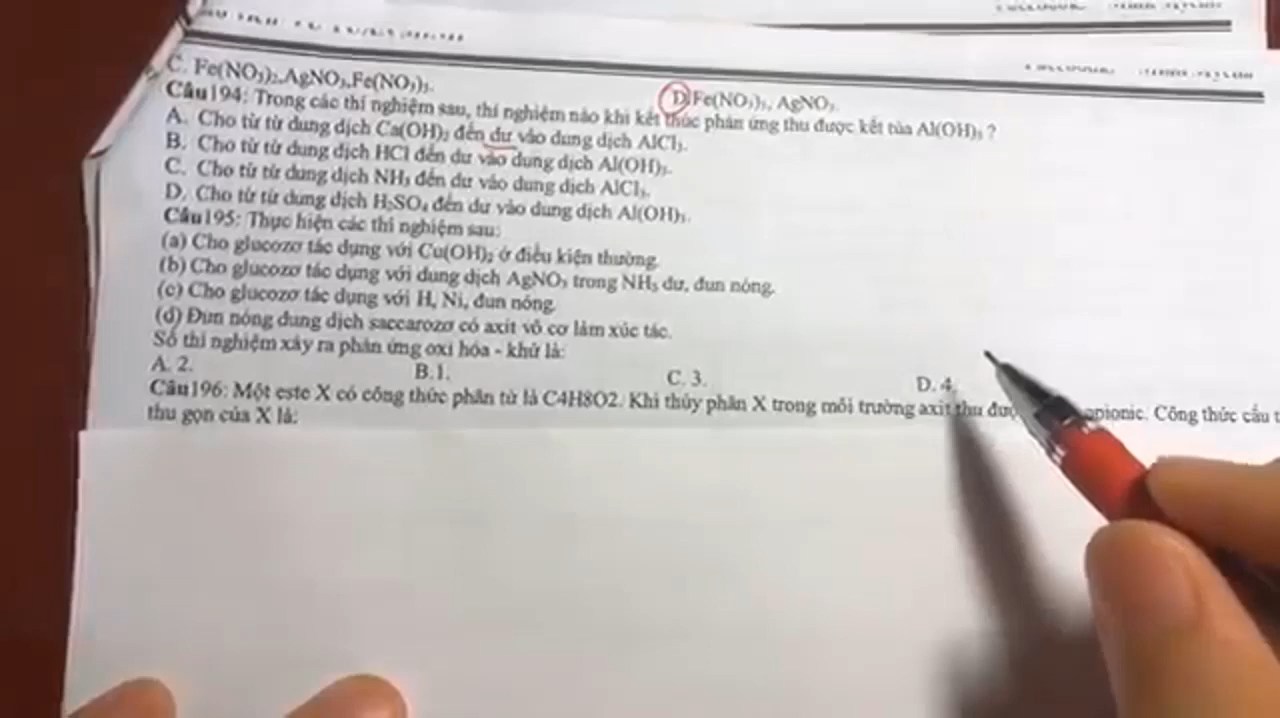 C. Fe(NO₃)₂,AgNO₃,Fe(NO₃)₃.
D. Fe(NO₃)₃, AgNO₃.
Câu194: Trong các thí nghiệm sau, thí nghiệm nào khi kết thúc phản ứng thu được kết tủa Al(OH)₃ ?
A. Cho từ từ dung dịch Ca(OH)₂ đến dư vào dung dịch AlCl₃.
B. Cho từ từ dung dịch HCl đến dư vào dung dịch Al(OH)₃.
C. Cho từ từ dung dịch NH₃ đến dư vào dung dịch AlCl₃.
D. Cho từ từ dung dịch H₂SO₄ đến dư vào dung dịch Al(OH)₃.
Câu195: Thực hiện các thí nghiệm sau:
(a) Cho glucozơ tác dụng với Cu(OH)₂ ở điều kiện thường.
(b) Cho glucozơ tác dụng với dung dịch AgNO₃ trong NH₃ dư, đun nóng.
(c) Cho glucozơ tác dụng với H, Ni, đun nóng.
(d) Đun nóng dung dịch saccarozơ có axit vô cơ làm xúc tác.
Số thí nghiệm xảy ra phản ứng oxi hóa - khử là:
A. 2. B.1. C. 3. D. 4.
Câu196: Một este X có công thức phân tử là C4H8O2. Khi thủy phân X trong môi trường axit thu opionic. Công thức cấu
thu gọn của X là: